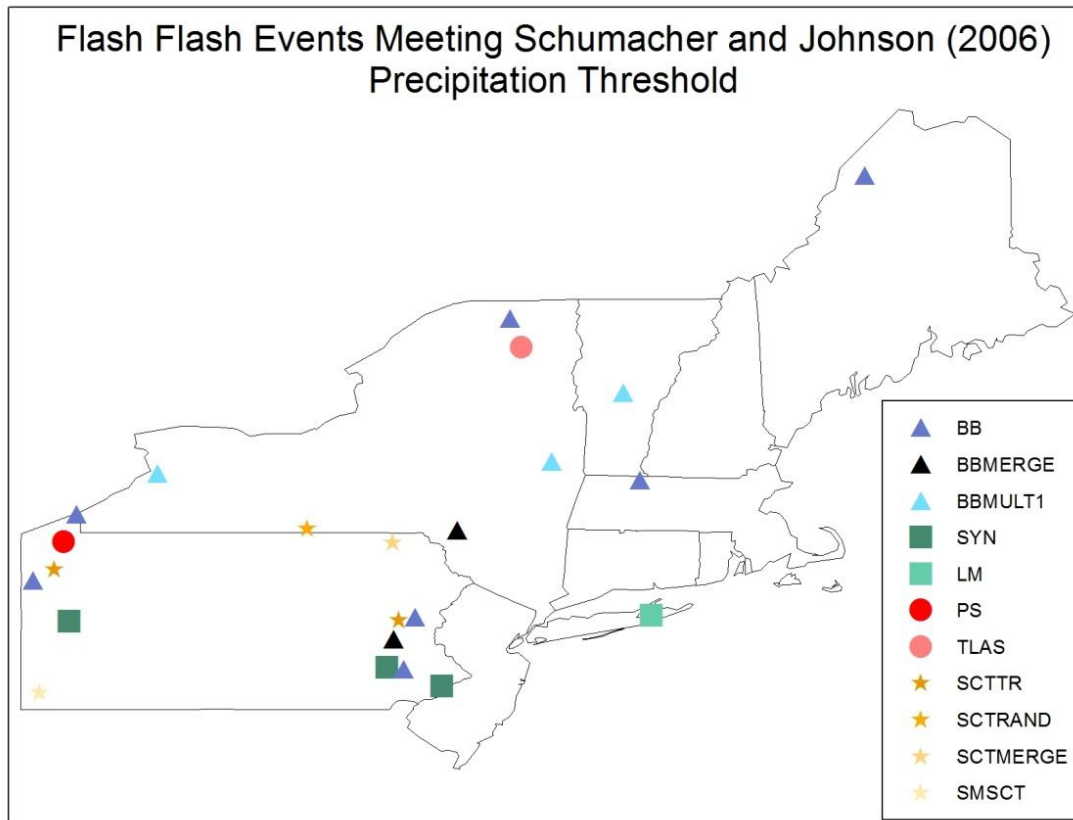 Flash Flash Events Meeting Schumacher and Johnson (2006)
Precipitation Threshold
BB
BBMERGE
BBMULT1
SYN
LM
PS
TLAS
SCTTR
SCTRAND
SCTMERGE
SMSCT